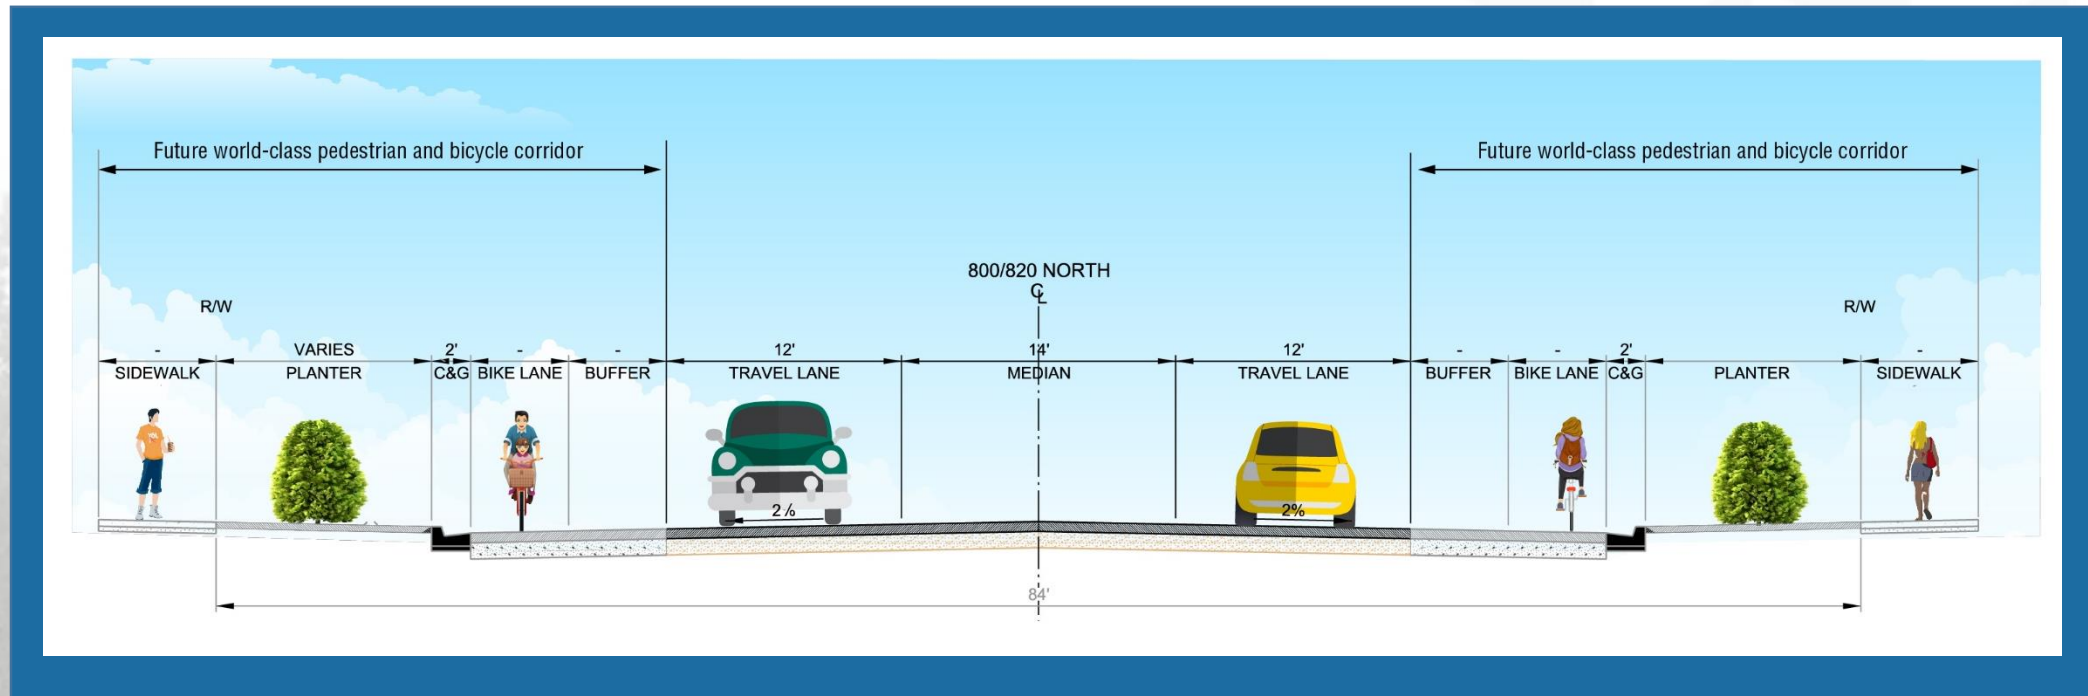 Future world-class pedestrian and bicycle corridor
Future world-class pedestrian and bicycle corridor
800/820 NORTH
℄
R/W
R/W
- VARIES 2' - - 12' 14' 12' - - 2' -
SIDEWALK PLANTER C&G BIKE LANE BUFFER TRAVEL LANE MEDIAN TRAVEL LANE BUFFER BIKE LANE C&G PLANTER SIDEWALK
2%
2%
84'